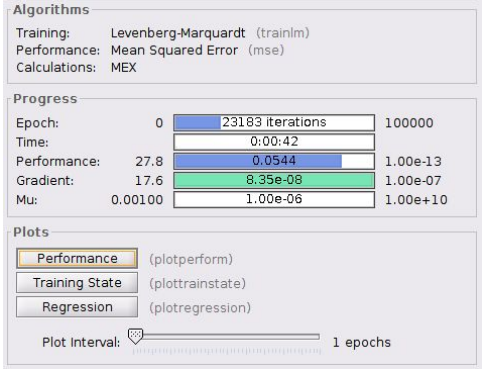 Algorithms
Training: Levenberg-Marquardt (trainlm)
Performance: Mean Squared Error (mse)
Calculations: MEX
Progress
Epoch: 0 23183 iterations 100000
Time: 0:00:42
Performance: 27.8 0.0544 1.00e-13
Gradient: 17.6 8.35e-08 1.00e-07
Mu: 0.00100 1.00e-06 1.00e+10
Plots
Performance (plotperform)
Training State (plottrainstate)
Regression (plotregression)
Plot Interval: 1 epochs